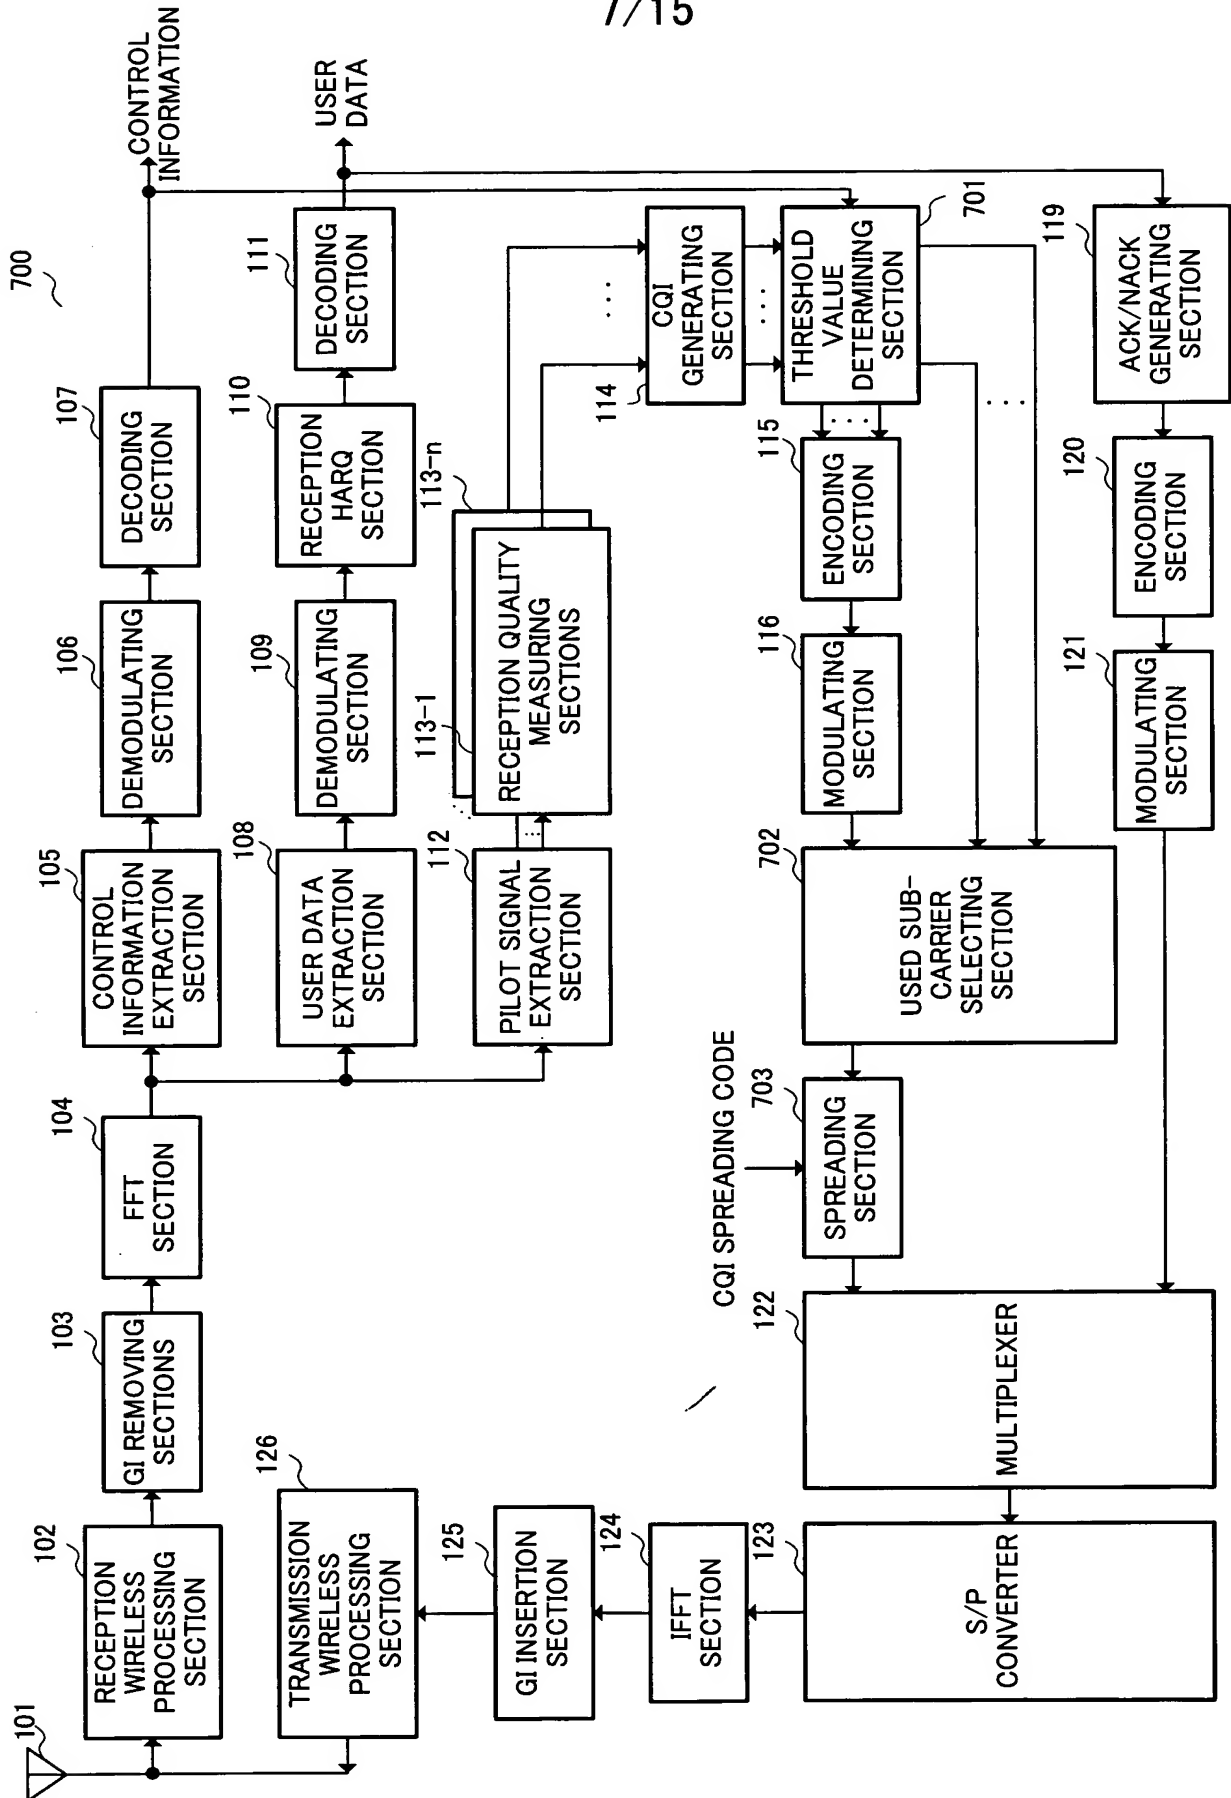 7/15
700
101
102
RECEPTION
WIRELESS
PROCESSING
SECTION
103
GI REMOVING
SECTIONS
104
FFT
SECTION
105
CONTROL
INFORMATION
EXTRACTION
SECTION
106
DEMODULATING
SECTION
107
DECODING
SECTION
CONTROL
INFORMATION
108
USER DATA
EXTRACTION
SECTION
109
DEMODULATING
SECTION
110
RECEPTION
HARQ
SECTION
111
DECODING
SECTION
USER
DATA
112
PILOT SIGNAL
EXTRACTION
SECTION
113-1
113-n
RECEPTION QUALITY
MEASURING
SECTIONS
114
CQI
GENERATING
SECTION
701
THRESHOLD
VALUE
DETERMINING
SECTION
115
ENCODING
SECTION
116
MODULATING
SECTION
702
USED SUB-
CARRIER
SELECTING
SECTION
CQI SPREADING CODE
703
SPREADING
SECTION
119
ACK/NACK
GENERATING
SECTION
120
ENCODING
SECTION
121
MODULATING
SECTION
122
MULTIPLEXER
123
S/P
CONVERTER
124
IFFT
SECTION
125
GI INSERTION
SECTION
126
TRANSMISSION
WIRELESS
PROCESSING
SECTION